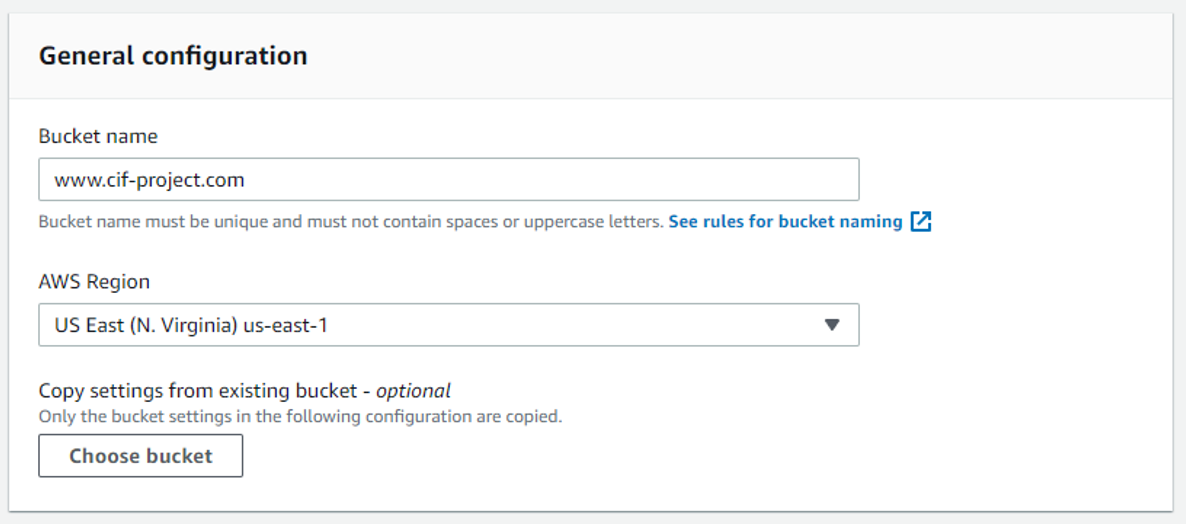 General configuration
Bucket name
www.cif-project.com
Bucket name must be unique and must not contain spaces or uppercase letters. See rules for bucket naming
AWS Region
US East (N. Virginia) us-east-1
Copy settings from existing bucket - optional
Only the bucket settings in the following configuration are copied.
Choose bucket